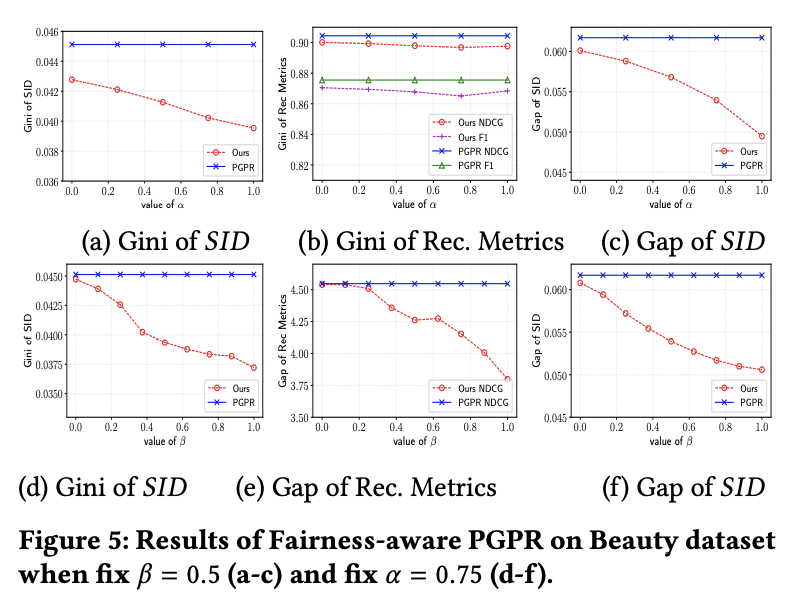 0.046
0.044
0.042
0.040
0.038
0.036
Gini of SID
0.0 0.2 0.4 0.6 0.8 1.0
value of α
Ours
PGPR
0.90
0.88
0.86
0.84
0.82
Gini of Rec Metrics
0.0 0.2 0.4 0.6 0.8 1.0
value of α
Ours NDCG
Ours F1
PGPR NDCG
PGPR F1
0.060
0.055
0.050
0.045
Gap of SID
0.0 0.2 0.4 0.6 0.8 1.0
value of α
Ours
PGPR
(a) Gini of SID
(b) Gini of Rec. Metrics
(c) Gap of SID
0.0450
0.0425
0.0400
0.0375
0.0350
Gini of SID
0.0 0.2 0.4 0.6 0.8 1.0
value of β
Ours
PGPR
4.50
4.25
4.00
3.75
3.50
Gap of Rec Metrics
0.0 0.2 0.4 0.6 0.8 1.0
value of β
Ours NDCG
PGPR NDCG
0.060
0.055
0.050
0.045
Gap of SID
0.0 0.2 0.4 0.6 0.8 1.0
value of β
Ours
PGPR
(d) Gini of SID
(e) Gap of Rec. Metrics
(f) Gap of SID
Figure 5: Results of Fairness-aware PGPR on Beauty dataset
when fix β = 0.5 (a-c) and fix α = 0.75 (d-f).